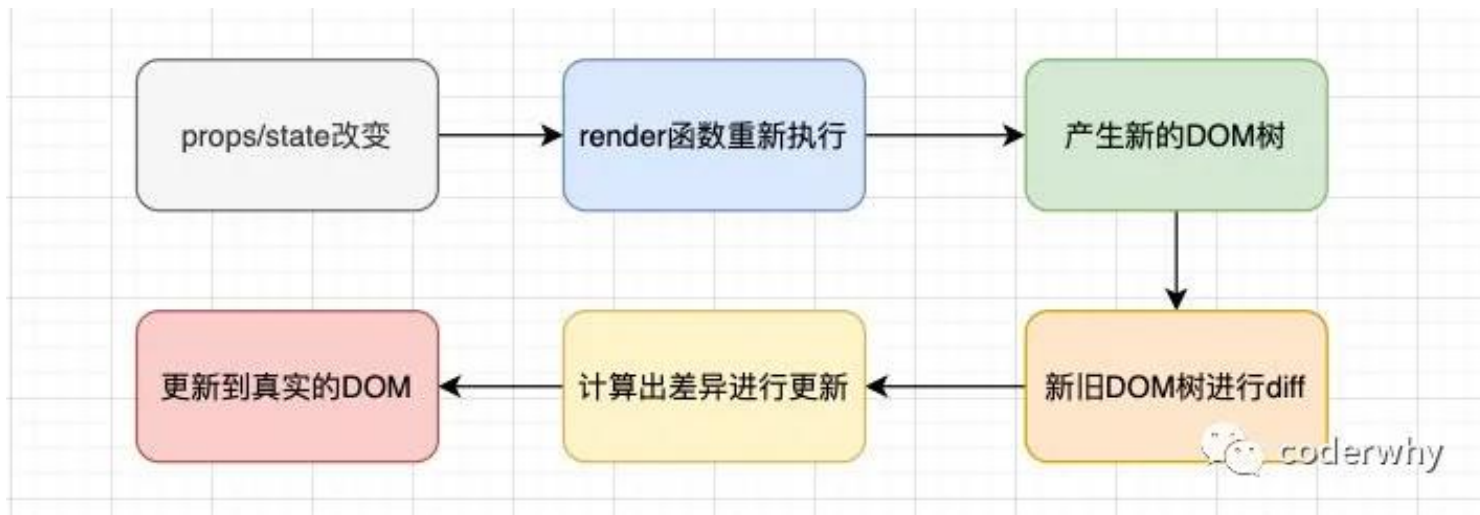 props/state改变
render函数重新执行
产生新的DOM树
新旧DOM树进行diff
计算出差异进行更新
更新到真实的DOM
coderwhy